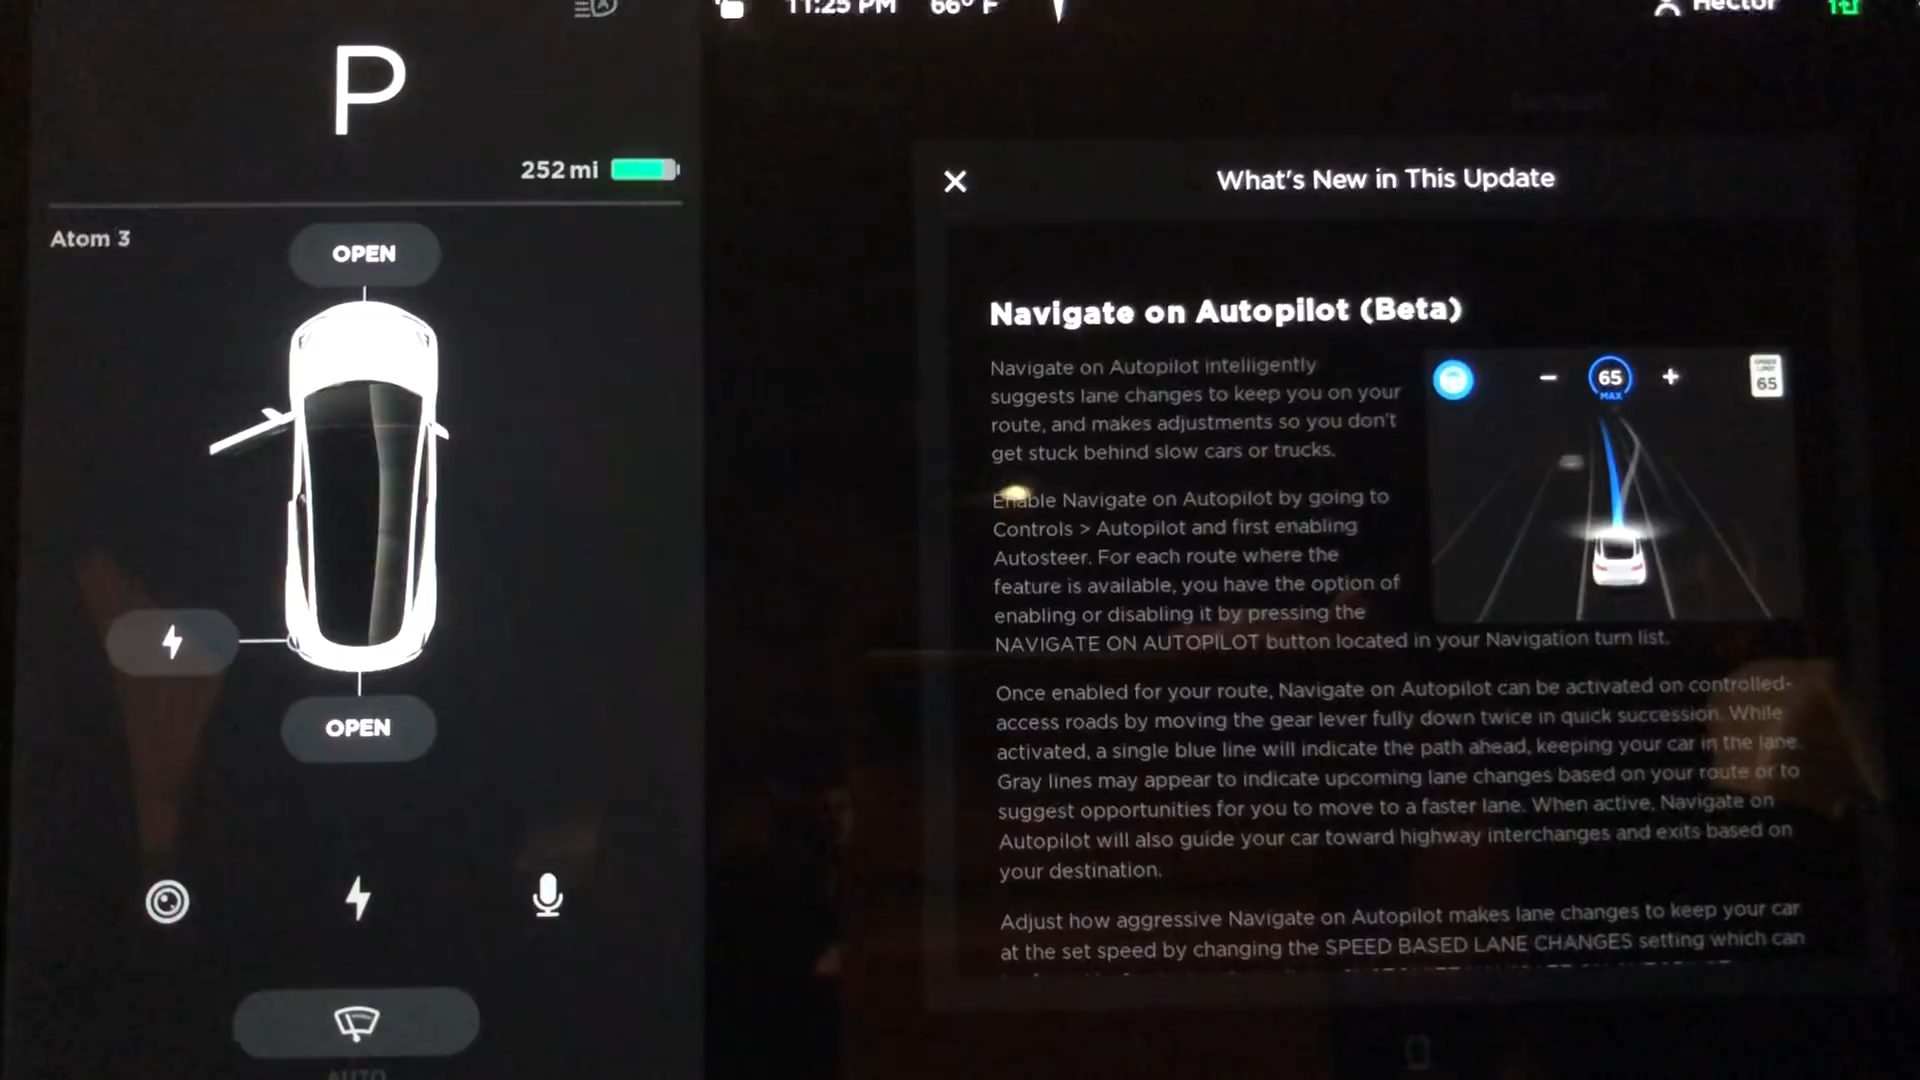 11:25 PM
66° F
Hector
P
252 mi
Atom 3
OPEN
OPEN
AUTO
What's New in This Update
Navigate on Autopilot (Beta)
Navigate on Autopilot intelligently
suggests lane changes to keep you on your
route, and makes adjustments so you don't
get stuck behind slow cars or trucks.
65
MAX
SPEED
LIMIT
65
Enable Navigate on Autopilot by going to
Controls > Autopilot and first enabling
Autosteer. For each route where the
feature is available, you have the option of
enabling or disabling it by pressing the
NAVIGATE ON AUTOPILOT button located in your Navigation turn list.
Once enabled for your route, Navigate on Autopilot can be activated on controlled-
access roads by moving the gear lever fully down twice in quick succession. While
activated, a single blue line will indicate the path ahead, keeping your car in the lane.
Gray lines may appear to indicate upcoming lane changes based on your route or to
suggest opportunities for you to move to a faster lane. When active, Navigate on
Autopilot will also guide your car toward highway interchanges and exits based on
your destination.
Adjust how aggressive Navigate on Autopilot makes lane changes to keep your car
at the set speed by changing the SPEED BASED LANE CHANGES setting which can